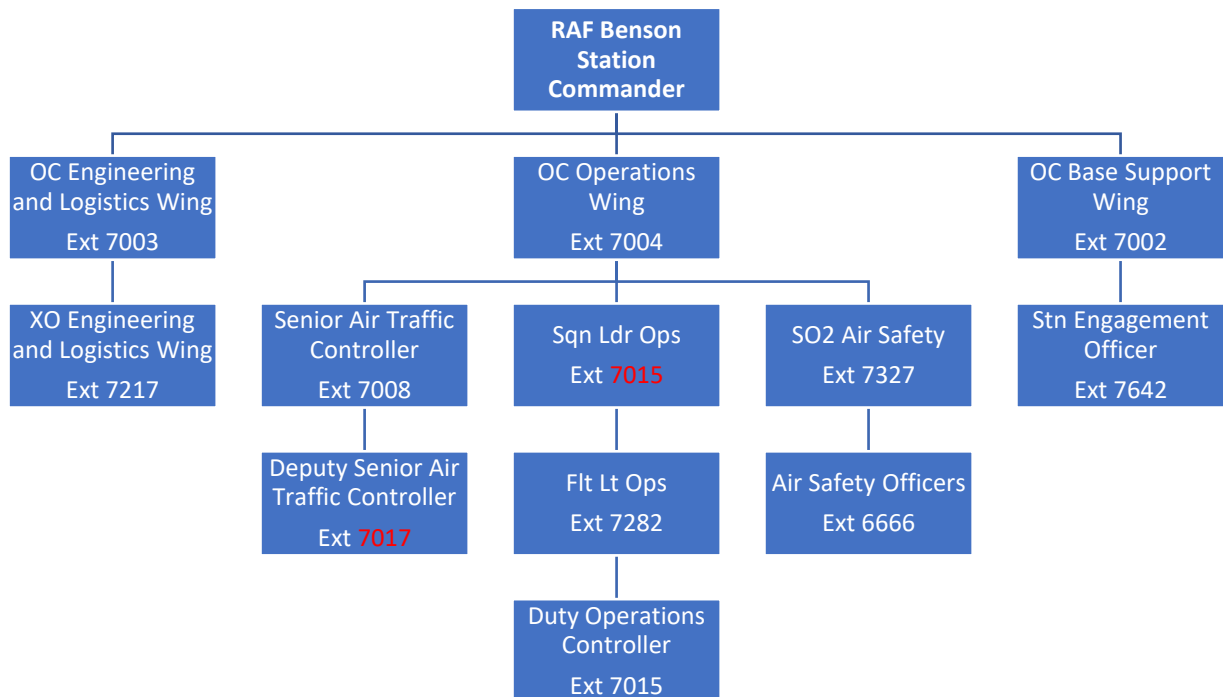 RAF Benson
Station
Commander
OC Engineering
and Logistics Wing
Ext 7003
OC Operations
Wing
Ext 7004
OC Base Support
Wing
Ext 7002
XO Engineering
and Logistics Wing
Ext 7217
Senior Air Traffic
Controller
Ext 7008
Sqn Ldr Ops
Ext 7015
SO2 Air Safety
Ext 7327
Stn Engagement
Officer
Ext 7642
Deputy Senior Air
Traffic Controller
Ext 7017
Flt Lt Ops
Ext 7282
Air Safety Officers
Ext 6666
Duty Operations
Controller
Ext 7015